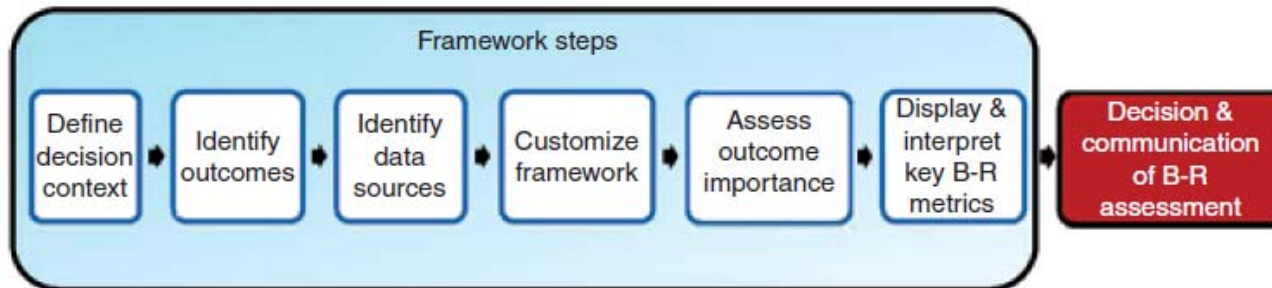 Framework steps
Define
decision
context
Identify
outcomes
Identify
data
sources
Customize
framework
Assess
outcome
importance
Display &
interpret
key B-R
metrics
Decision &
communication
of B-R
assessment